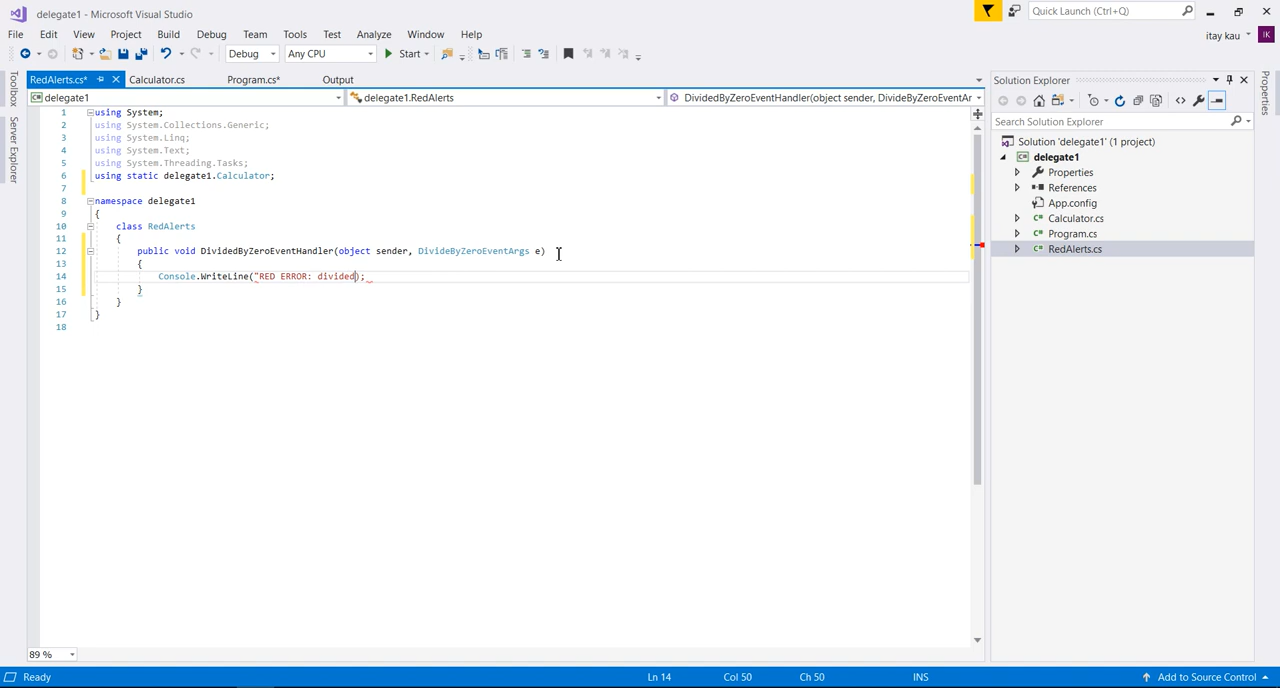 delegate1 - Microsoft Visual Studio
Quick Launch (Ctrl+Q)
File Edit View Project Build Debug Team Tools Test Analyze Window Help
itay kau IK
Debug Any CPU Start
RedAlerts.cs* Calculator.cs Program.cs* Output
Solution Explorer
delegate1 delegate1.RedAlerts DividedByZeroEventHandler(object sender, DivideByZeroEventAr
Toolbox
Server Explorer
Properties
Search Solution Explorer
Solution 'delegate1' (1 project)
delegate1
Properties
References
App.config
Calculator.cs
Program.cs
RedAlerts.cs
1 using System;
2 using System.Collections.Generic;
3 using System.Linq;
4 using System.Text;
5 using System.Threading.Tasks;
6 using static delegate1.Calculator;
7
8 namespace delegate1
9 {
10 class RedAlerts
11 {
12 public void DividedByZeroEventHandler(object sender, DivideByZeroEventArgs e)
13 {
14 Console.WriteLine("RED ERROR: divided);
15 }
16 }
17 }
18
89 %
Ready Ln 14 Col 50 Ch 50 INS Add to Source Control